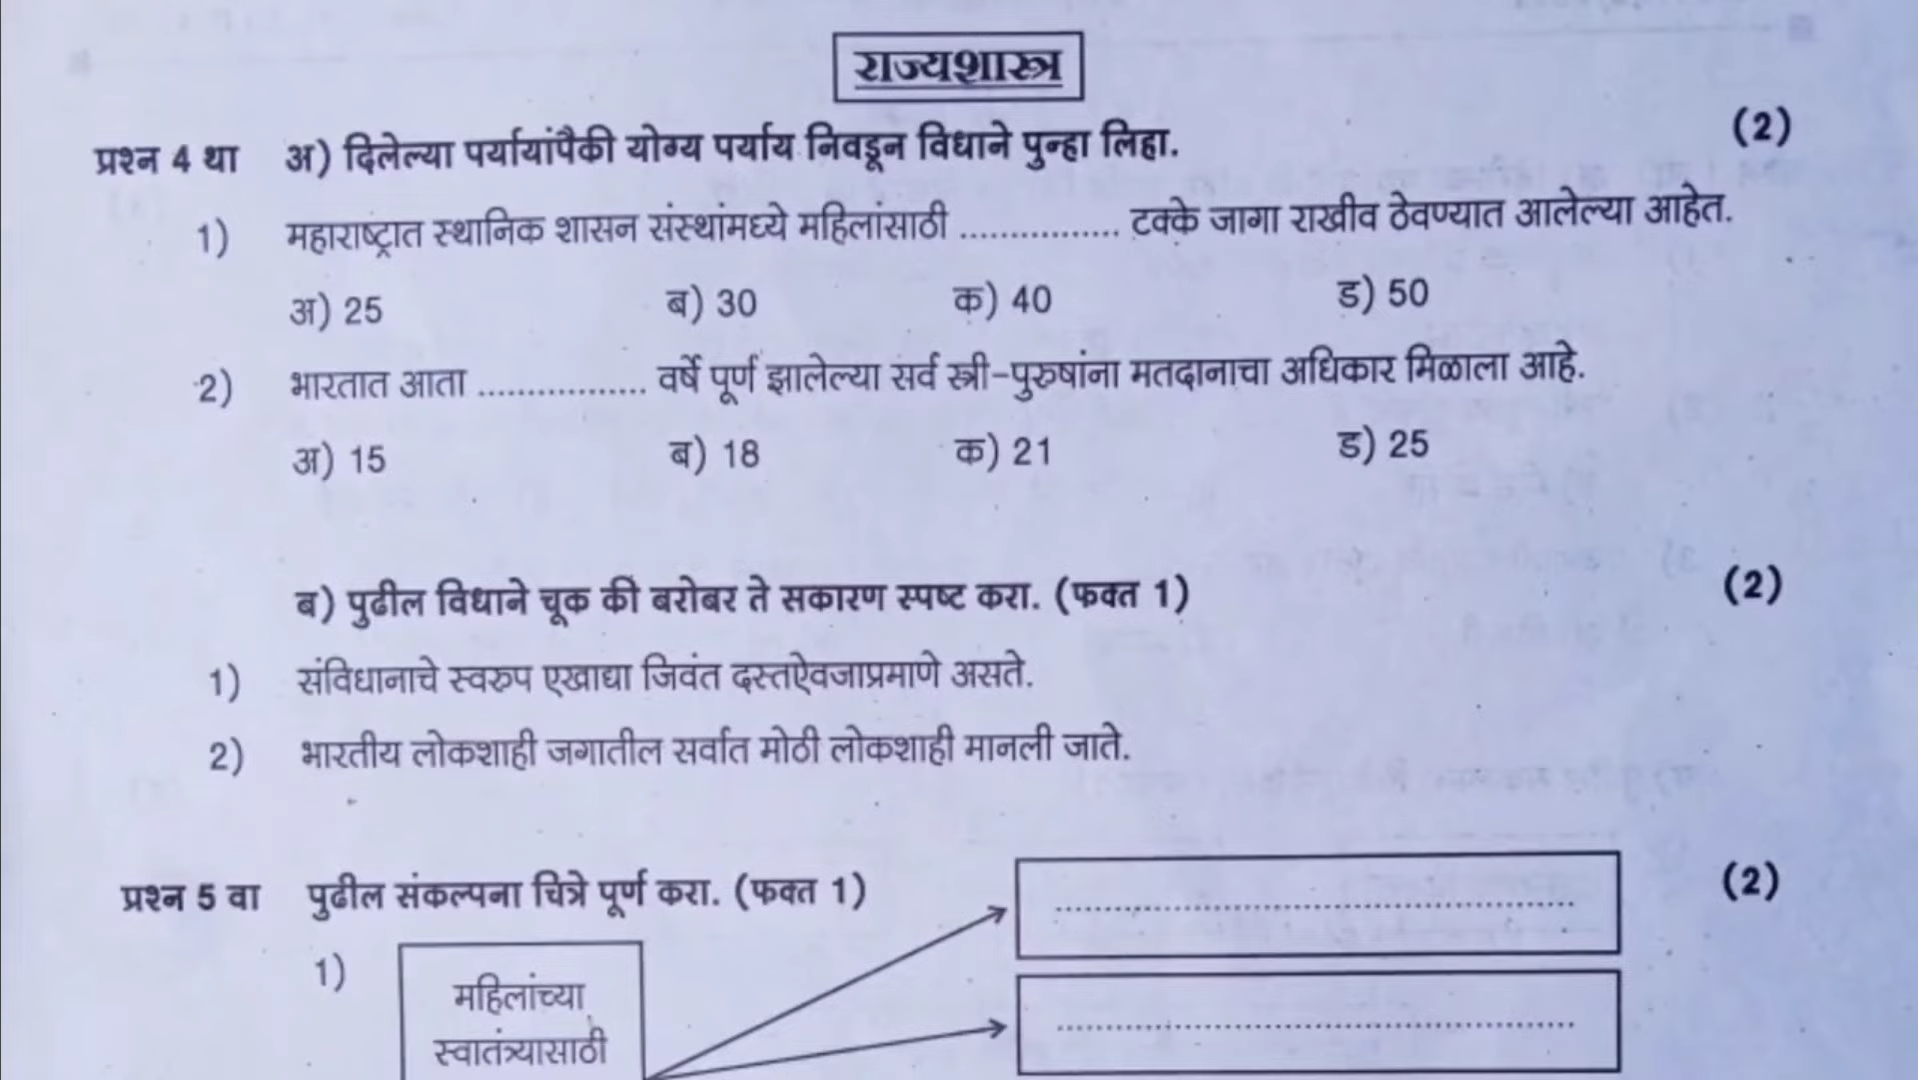 राज्यशास्त्र
प्रश्न 4 था अ) दिलेल्या पर्यायांपैकी योग्य पर्याय निवडून विधाने पुन्हा लिहा. (2)
1) महाराष्ट्रात स्थानिक शासन संस्थांमध्ये महिलांसाठी ................ टक्के जागा राखीव ठेवण्यात आलेल्या आहेत.
अ) 25 ब) 30 क) 40 ड) 50
2) भारतात आता ................ वर्षे पूर्ण झालेल्या सर्व स्त्री-पुरुषांना मतदानाचा अधिकार मिळाला आहे.
अ) 15 ब) 18 क) 21 ड) 25
ब) पुढील विधाने चूक की बरोबर ते सकारण स्पष्ट करा. (फक्त 1) (2)
1) संविधानाचे स्वरुप एखाद्या जिवंत दस्तऐवजाप्रमाणे असते.
2) भारतीय लोकशाही जगातील सर्वात मोठी लोकशाही मानली जाते.
प्रश्न 5 वा पुढील संकल्पना चित्रे पूर्ण करा. (फक्त 1) (2)
1) महिलांच्या
स्वातंत्र्यासाठी